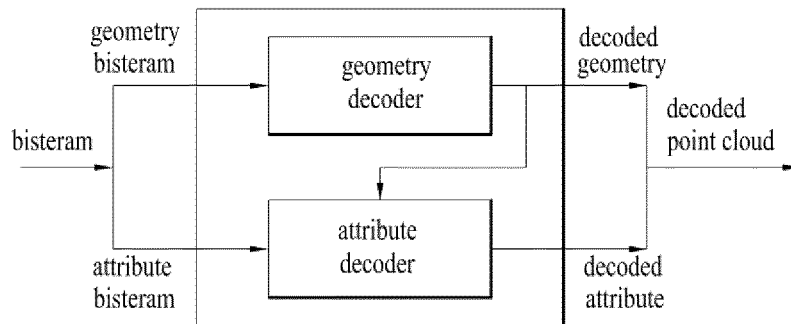 geometry
bisteram
geometry
decoder
decoded
geometry
bisteram
decoded
point cloud
attribute
decoder
attribute
bisteram
decoded
attribute